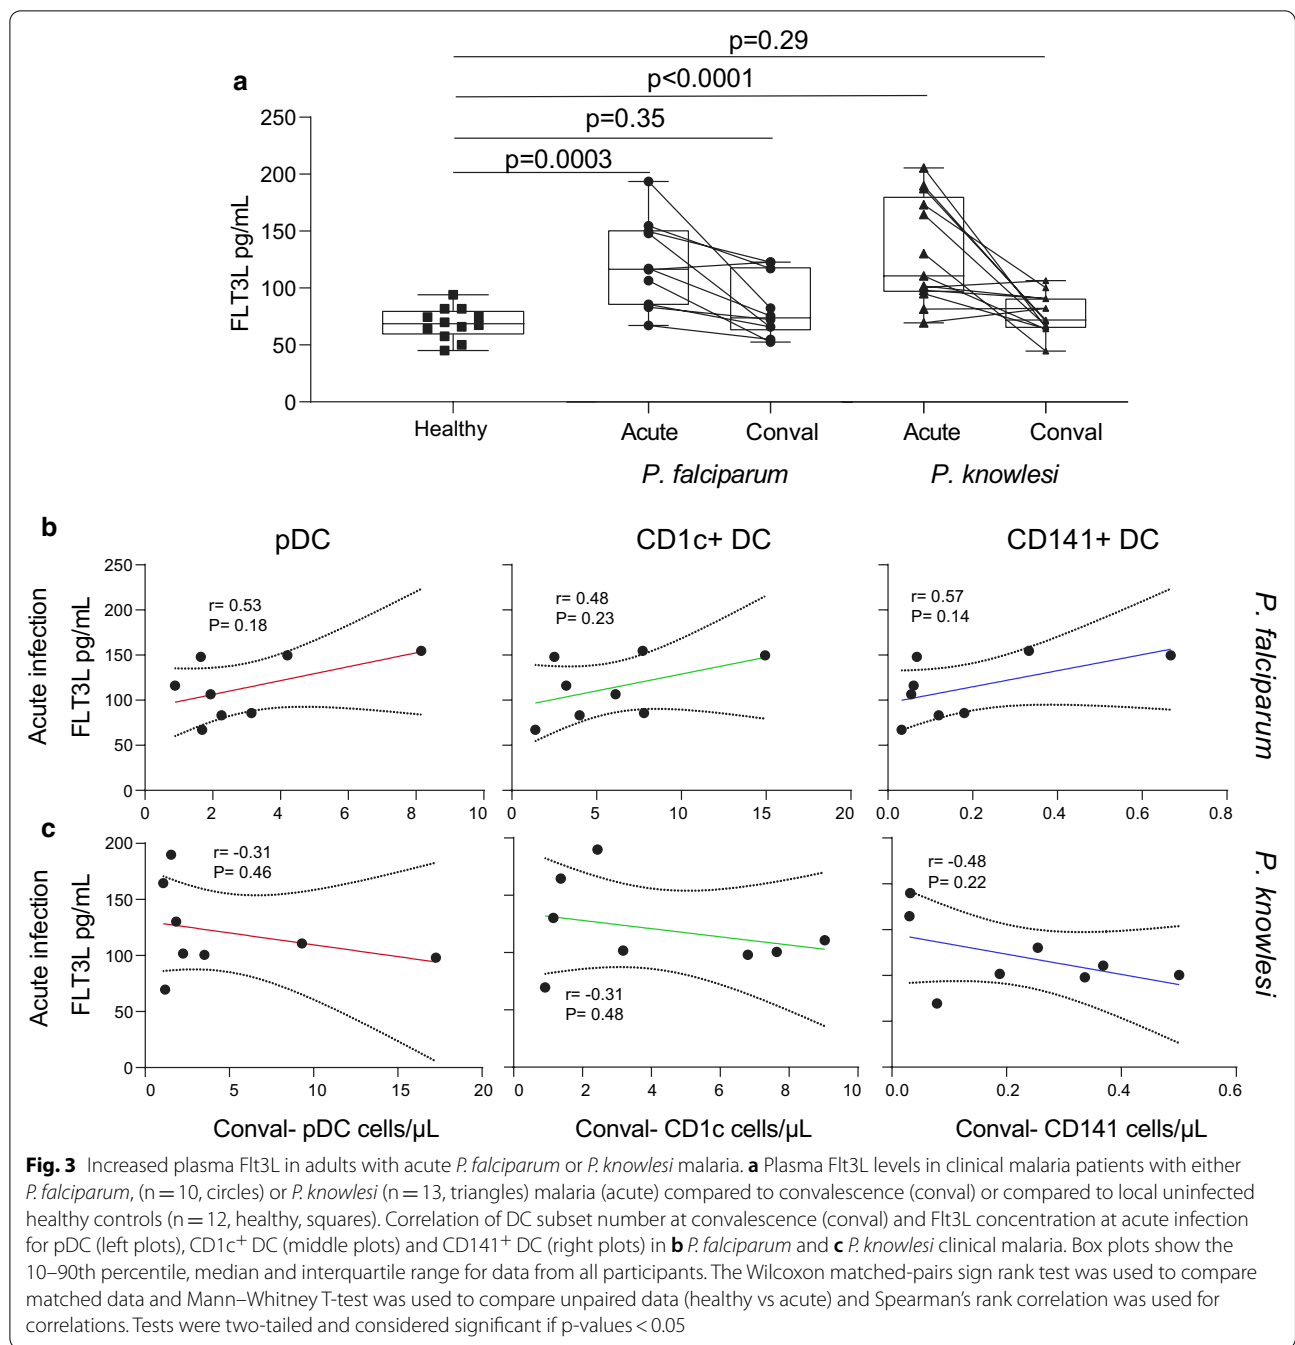 p=0.29
a
p<0.0001
250
p=0.35
200
p=0.0003
150
100
50
0
FLT3L pg/mL
Healthy
Acute
Conval
Acute
Conval
P. falciparum
P. knowlesi
b
pDC
CD1c+ DC
CD141+ DC
Acute infection
FLT3L pg/mL
250
200
150
100
50
0
r= 0.53
P= 0.18
r= 0.48
P= 0.23
r= 0.57
P= 0.14
P. falciparum
0 2 4 6 8 10
0 5 10 15 20
0.0 0.2 0.4 0.6 0.8
c
Acute infection
FLT3L pg/mL
200
150
100
50
0
r= -0.31
P= 0.46
r= -0.31
P= 0.48
r= -0.48
P= 0.22
P. knowlesi
0 5 10 15 20
0 2 4 6 8 10
0.0 0.2 0.4 0.6
Conval- pDC cells/µL
Conval- CD1c cells/µL
Conval- CD141 cells/µL
Fig. 3 Increased plasma Flt3L in adults with acute P. falciparum or P. knowlesi malaria. a Plasma Flt3L levels in clinical malaria patients with either
P. falciparum, (n = 10, circles) or P. knowlesi (n = 13, triangles) malaria (acute) compared to convalescence (conval) or compared to local uninfected
healthy controls (n = 12, healthy, squares). Correlation of DC subset number at convalescence (conval) and Flt3L concentration at acute infection
for pDC (left plots), CD1c⁺ DC (middle plots) and CD141⁺ DC (right plots) in b P. falciparum and c P. knowlesi clinical malaria. Box plots show the
10–90th percentile, median and interquartile range for data from all participants. The Wilcoxon matched-pairs sign rank test was used to compare
matched data and Mann–Whitney T-test was used to compare unpaired data (healthy vs acute) and Spearman's rank correlation was used for
correlations. Tests were two-tailed and considered significant if p-values < 0.05